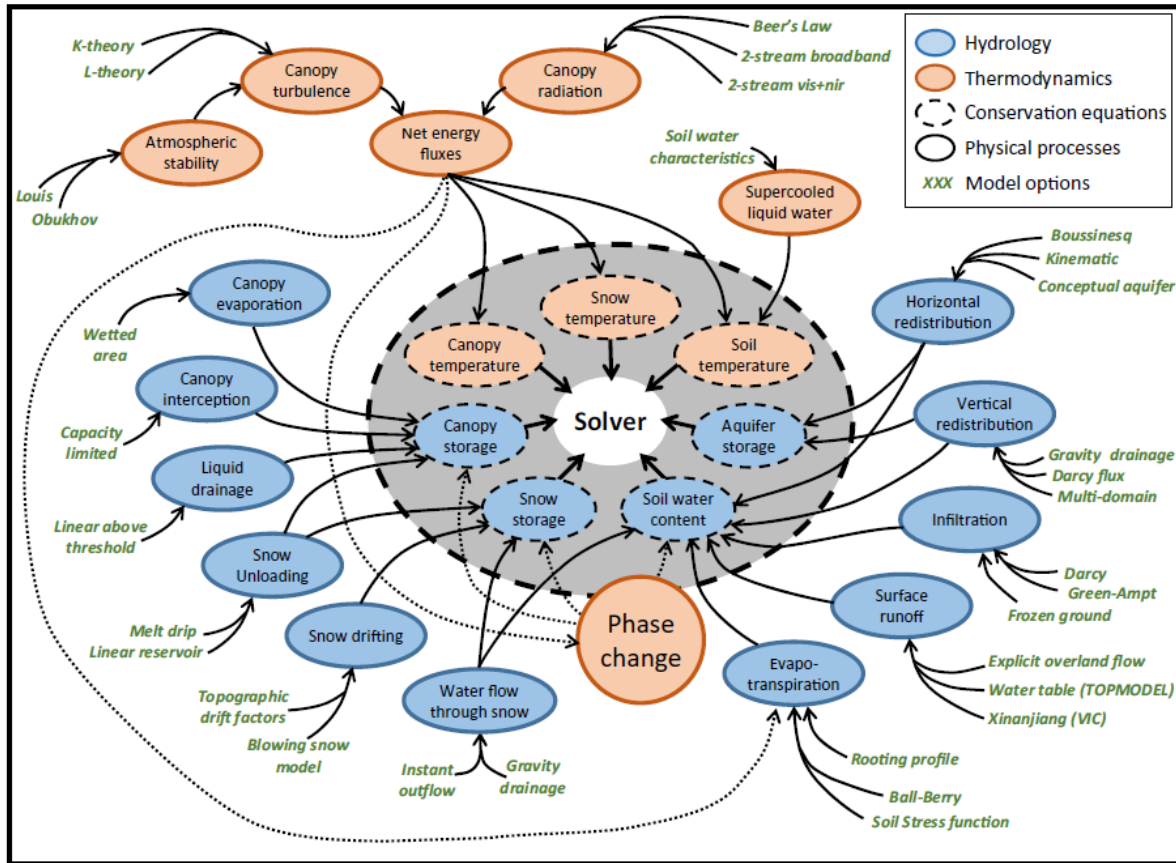 K-theory
L-theory
Canopy
turbulence
Atmospheric
stability
Louis
Obukhov
Canopy
radiation
Beer's Law
2-stream broadband
2-stream vis+nir
Net energy
fluxes
Soil water
characteristics
Supercooled
liquid water
Hydrology
Thermodynamics
Conservation equations
Physical processes
XXX Model options
Canopy
evaporation
Wetted
area
Canopy
interception
Capacity
limited
Liquid
drainage
Linear above
threshold
Snow
Unloading
Melt drip
Linear reservoir
Snow drifting
Topographic
drift factors
Blowing snow
model
Water flow
through snow
Instant
outflow
Gravity
drainage
Snow
temperature
Canopy
temperature
Soil
temperature
Solver
Canopy
storage
Aquifer
storage
Snow
storage
Soil water
content
Phase
change
Boussinesq
Kinematic
Conceptual aquifer
Horizontal
redistribution
Vertical
redistribution
Gravity drainage
Darcy flux
Multi-domain
Infiltration
Darcy
Green-Ampt
Frozen ground
Surface
runoff
Explicit overland flow
Water table (TOPMODEL)
Xinanjiang (VIC)
Evapo-
transpiration
Rooting profile
Ball-Berry
Soil Stress function